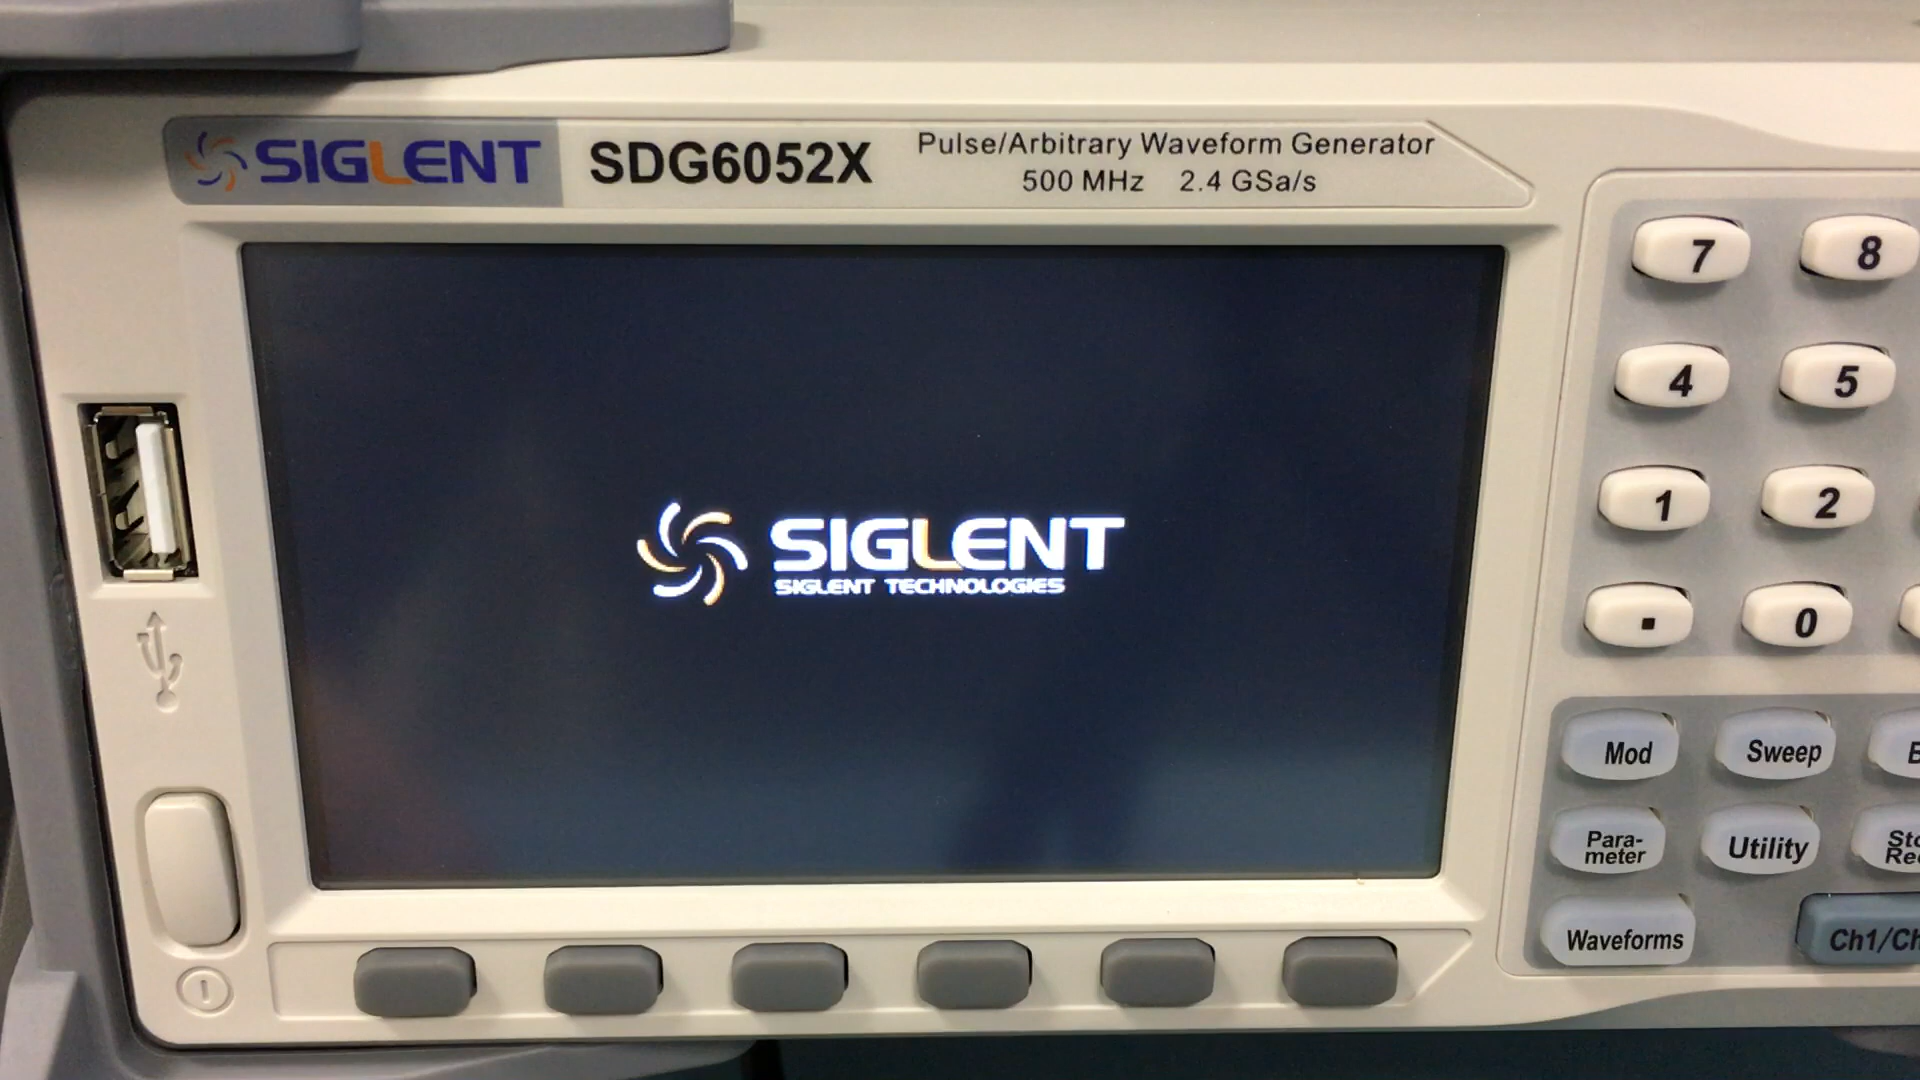 SIGLENT SDG6052X Pulse/Arbitrary Waveform Generator
500 MHz 2.4 GSa/s
SIGLENT
SIGLENT TECHNOLOGIES
7 8
4 5
1 2
. 0
Mod Sweep
Para-
meter
Utility
Waveforms